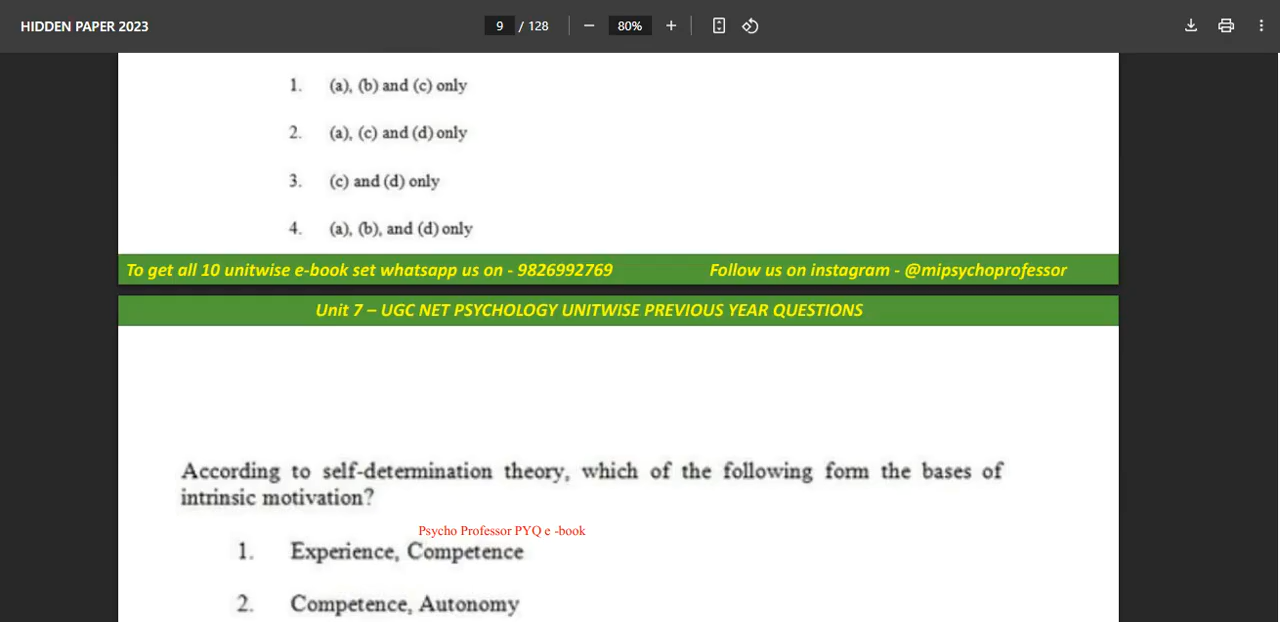 HIDDEN PAPER 2023
9 / 128
80%
1. (a), (b) and (c) only
2. (a), (c) and (d) only
3. (c) and (d) only
4. (a), (b), and (d) only
To get all 10 unitwise e-book set whatsapp us on - 9826992769 Follow us on instagram - @mipsychoprofessor
Unit 7 – UGC NET PSYCHOLOGY UNITWISE PREVIOUS YEAR QUESTIONS
According to self-determination theory, which of the following form the bases of
intrinsic motivation?
Psycho Professor PYQ e -book
1. Experience, Competence
2. Competence, Autonomy